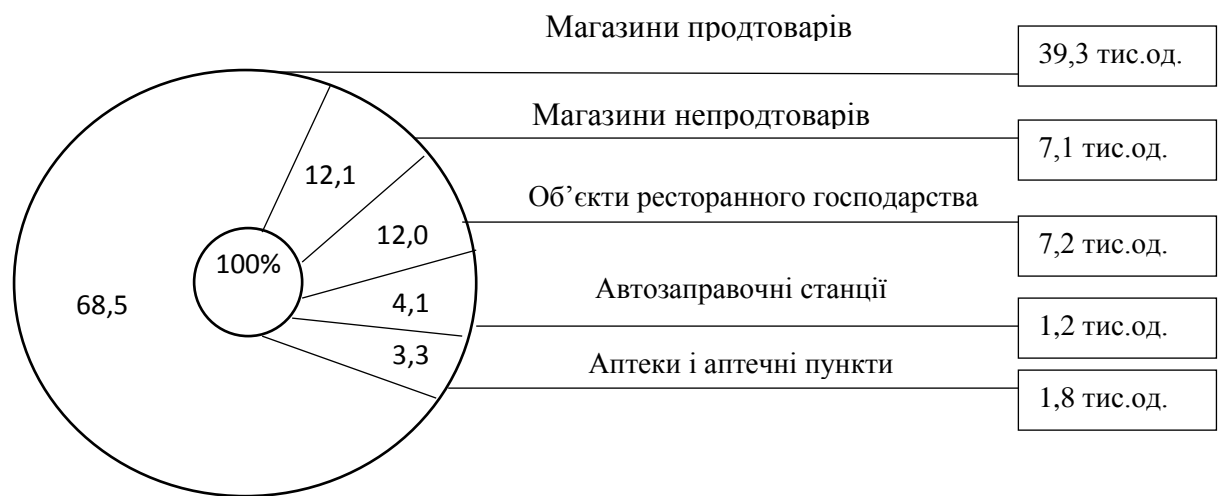 Магазини продтоварів
39,3 тис.од.
Магазини непродтоварів
7,1 тис.од.
12,1
Об’єкти ресторанного господарства
12,0
7,2 тис.од.
100%
Автозаправочні станції
68,5
4,1
1,2 тис.од.
3,3
Аптеки і аптечні пункти
1,8 тис.од.